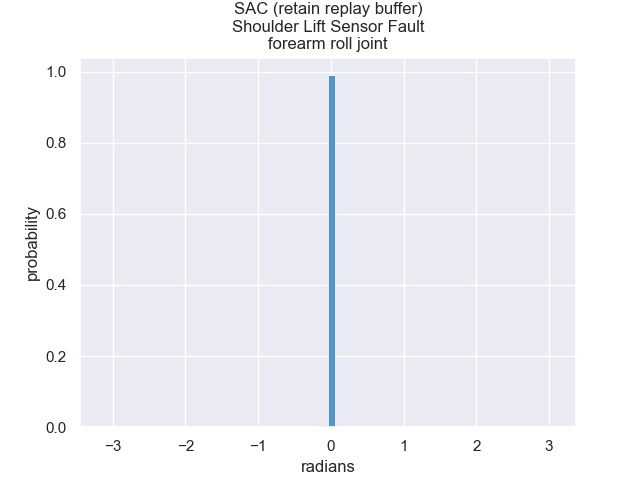 SAC (retain replay buffer)
Shoulder Lift Sensor Fault
forearm roll joint
1.0
0.8
0.6
0.4
0.2
0.0
probability
−3 −2 −1 0 1 2 3
radians